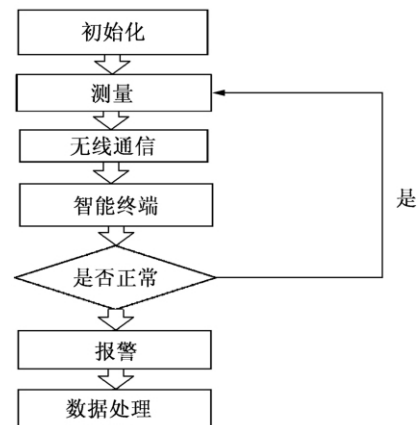 初始化
测量
无线通信
智能终端
是
是否正常
报警
数据处理